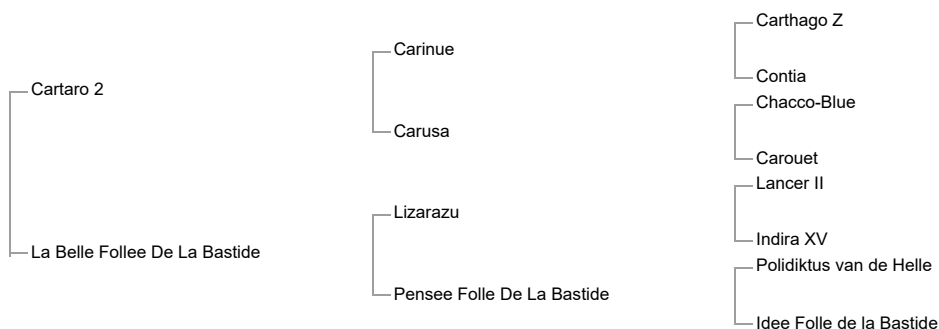 Carthago Z
Carinue
Contia
Cartaro 2
Chacco-Blue
Carusa
Carouet
Lancer II
Lizarazu
Indira XV
La Belle Follee De La Bastide
Polidiktus van de Helle
Pensee Folle De La Bastide
Idee Folle de la Bastide